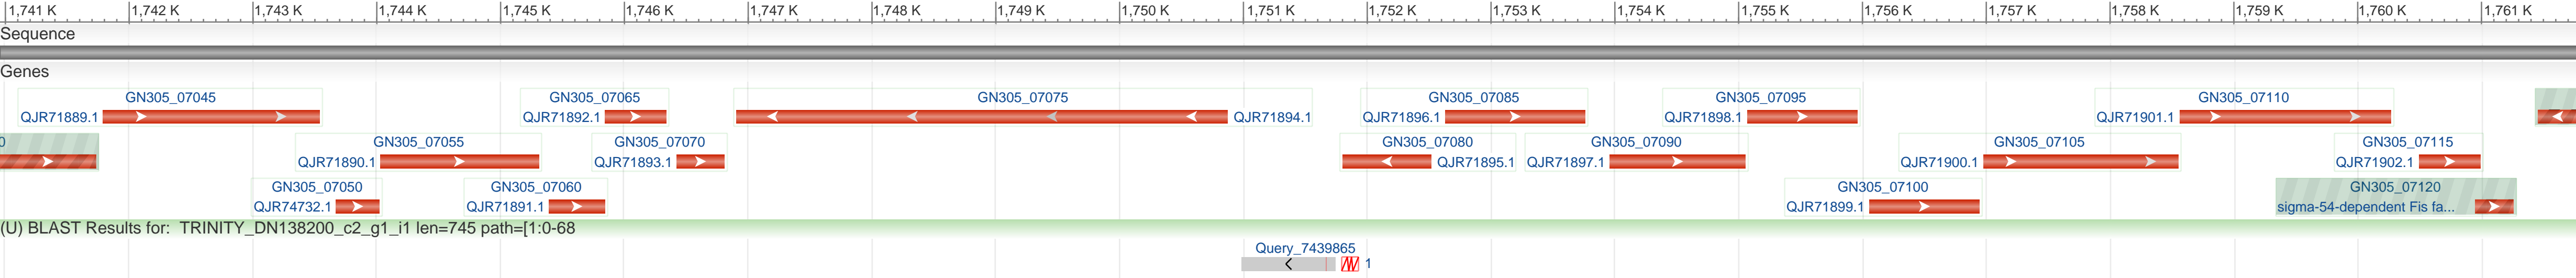 1,741 K 1,742 K 1,743 K 1,744 K 1,745 K 1,746 K 1,747 K 1,748 K 1,749 K 1,750 K 1,751 K 1,752 K 1,753 K 1,754 K 1,755 K 1,756 K 1,757 K 1,758 K 1,759 K 1,760 K 1,761 K
Sequence
Genes
GN305_07045 GN305_07065 GN305_07075 GN305_07085 GN305_07095 GN305_07110
QJR71889.1 QJR71892.1 QJR71894.1 QJR71896.1 QJR71898.1 QJR71901.1
0 GN305_07055 GN305_07070 GN305_07080 GN305_07090 GN305_07105 GN305_07115
QJR71890.1 QJR71893.1 QJR71895.1 QJR71897.1 QJR71900.1 QJR71902.1
GN305_07050 GN305_07060 GN305_07100 GN305_07120
QJR74732.1 QJR71891.1 QJR71899.1 sigma-54-dependent Fis fa...
(U) BLAST Results for: TRINITY_DN138200_c2_g1_i1 len=745 path=[1:0-68
Query_7439865
1